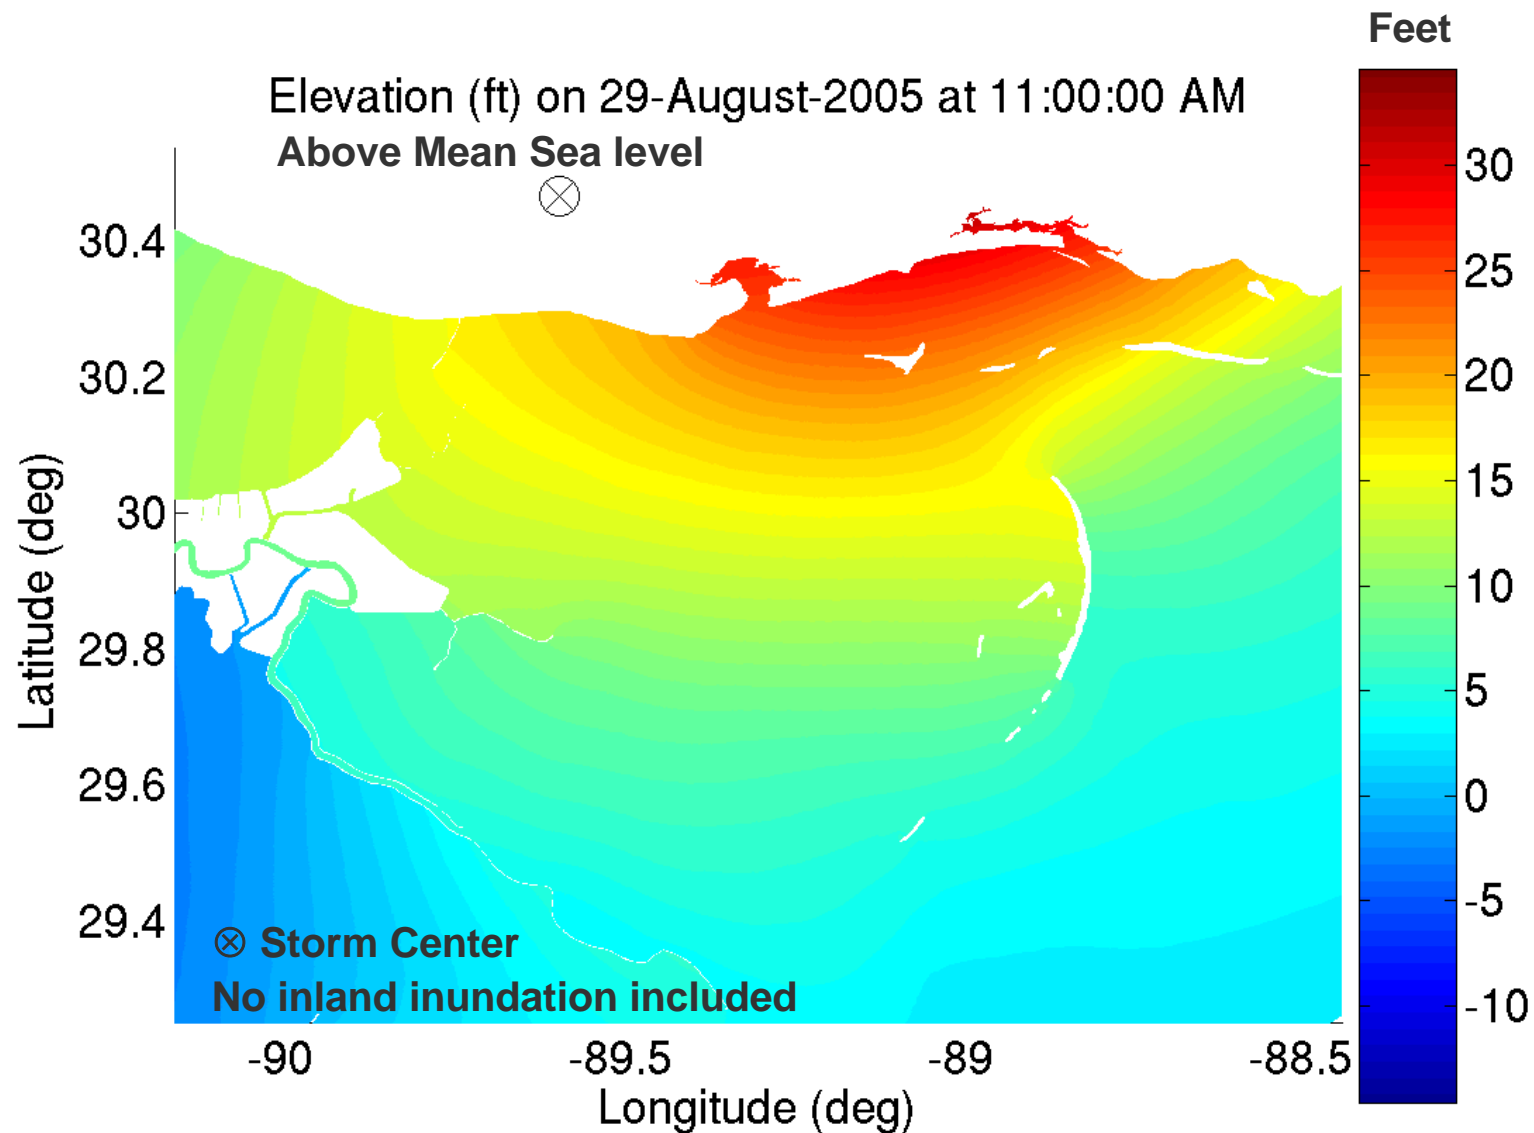 Feet
Elevation (ft) on 29-August-2005 at 11:00:00 AM
Above Mean Sea level
30
25
20
15
10
5
0
-5
-10
30.4
30.2
30
29.8
29.6
29.4
Latitude (deg)
Storm Center
No inland inundation included
-90
-89.5
-89
-88.5
Longitude (deg)